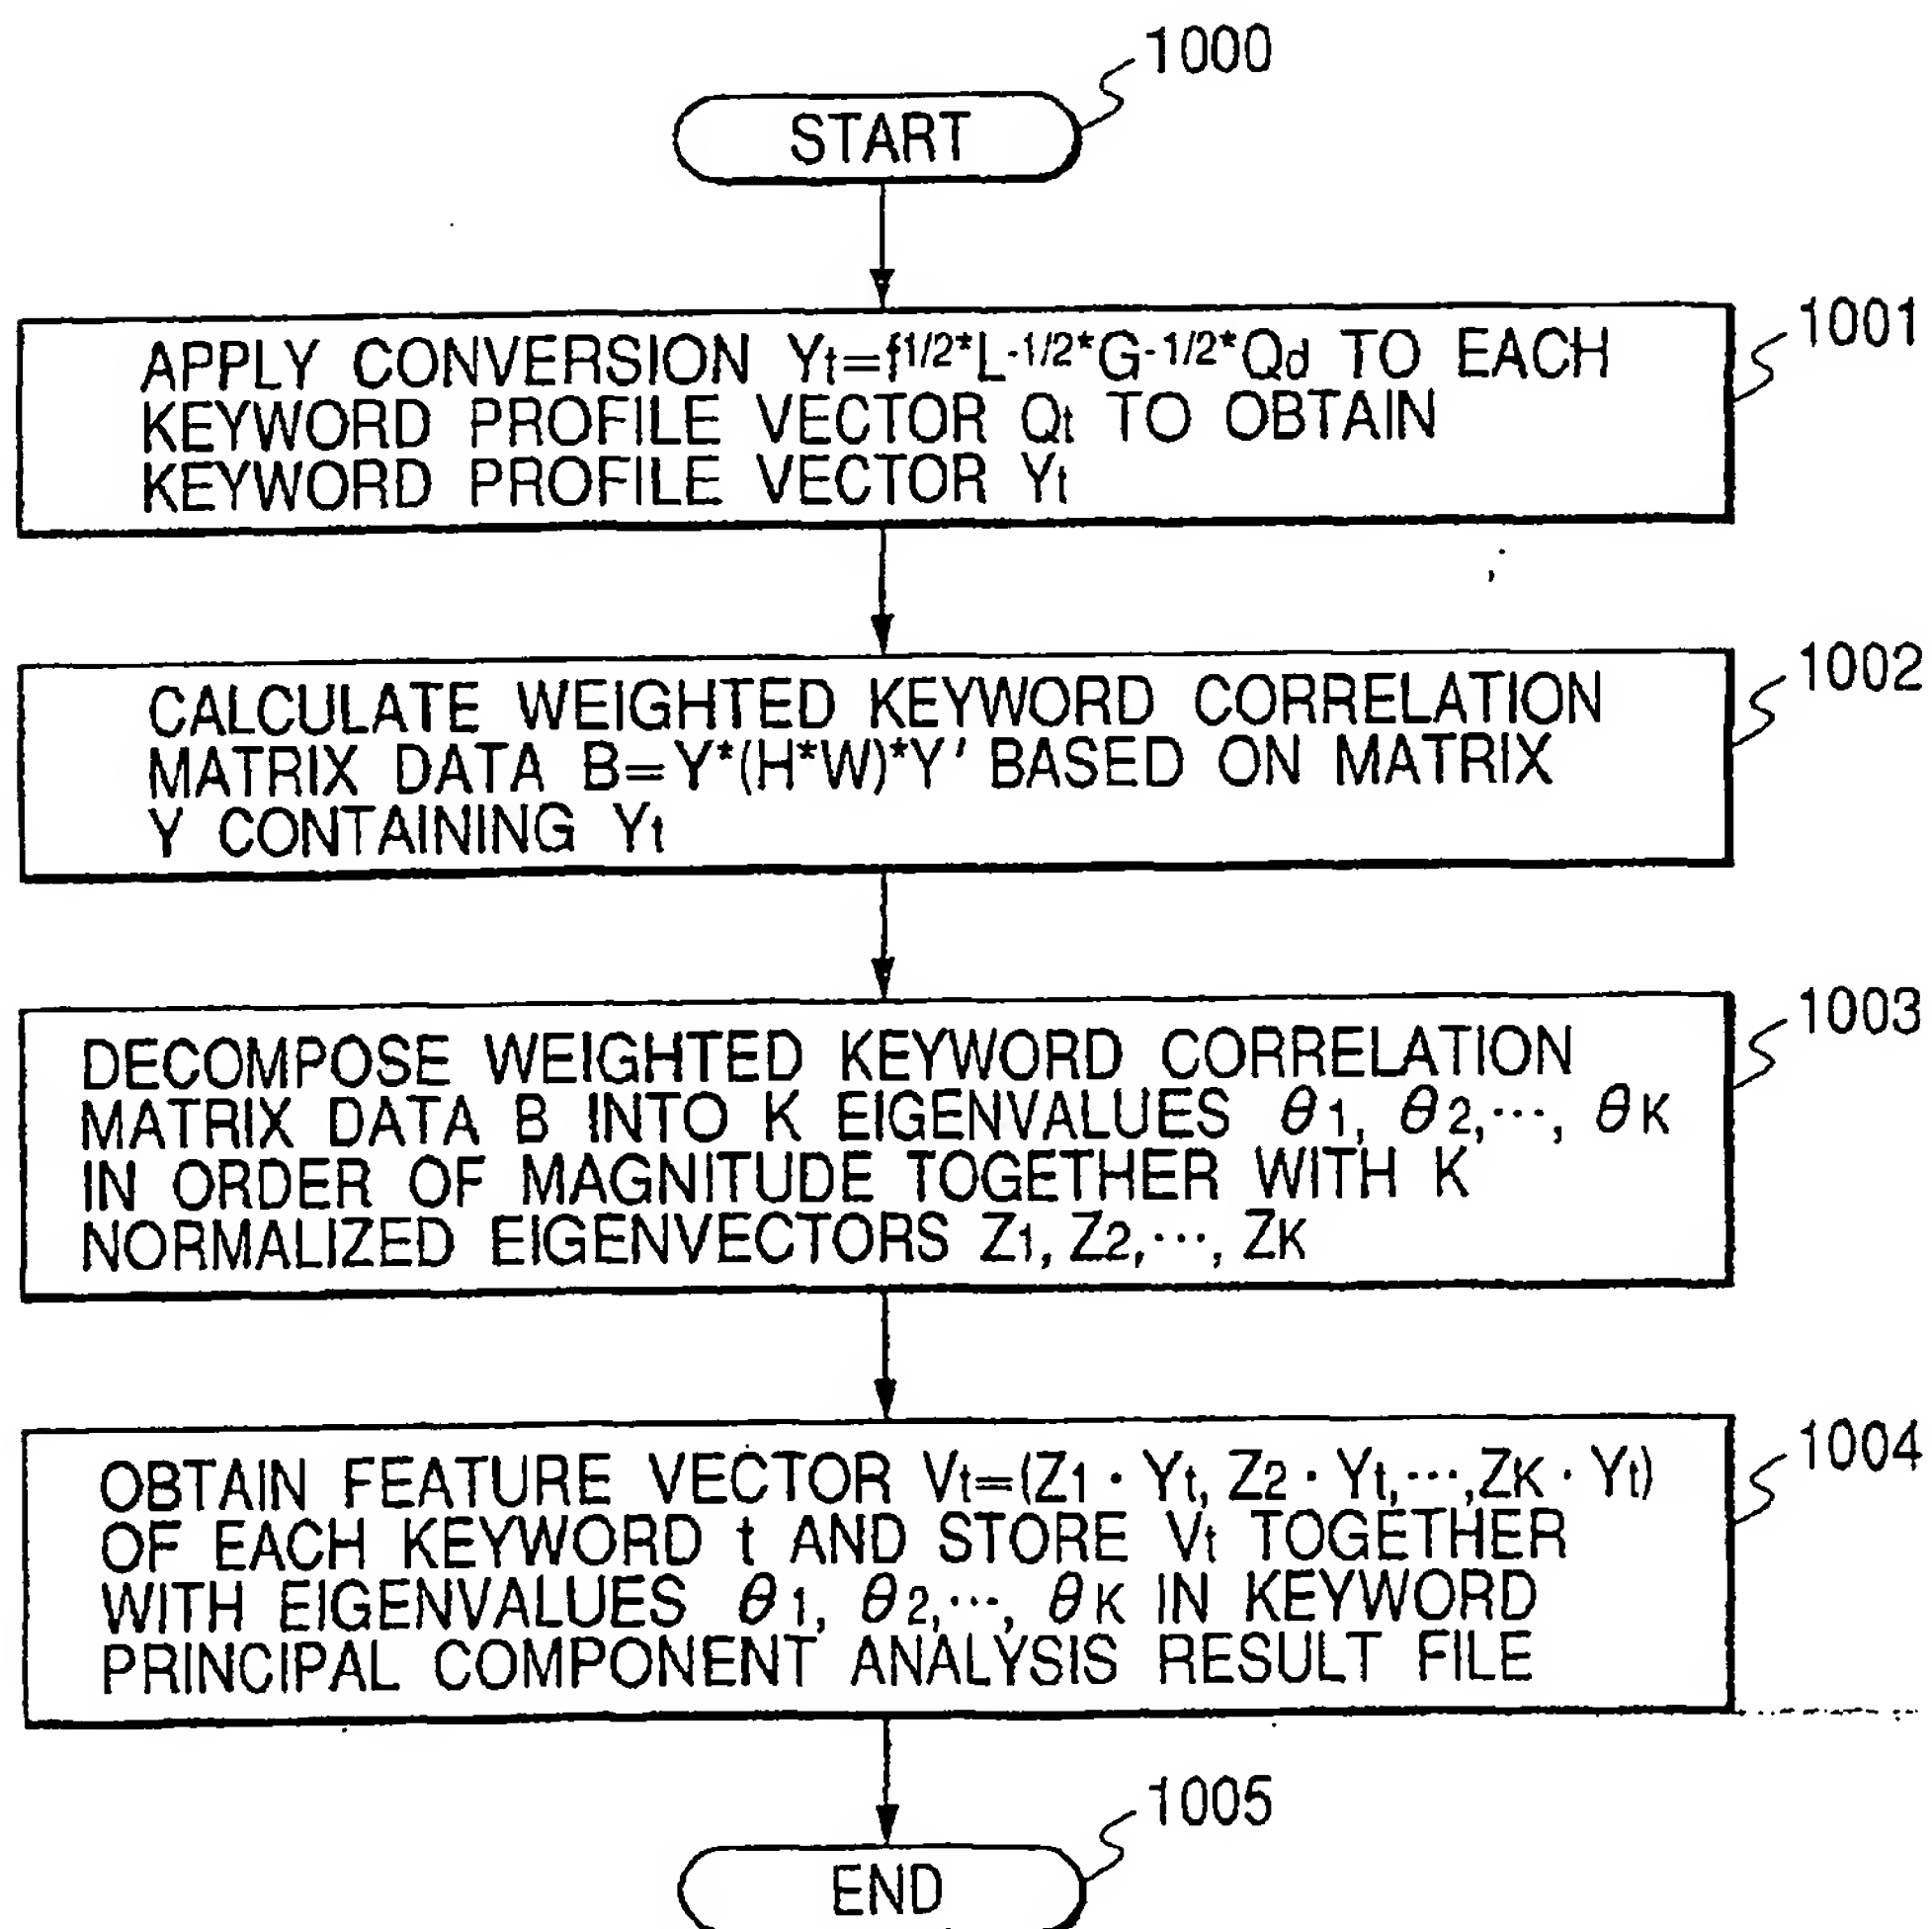 1000
START
1001
APPLY CONVERSION Yt=f1/2*L-1/2*G-1/2*Qd TO EACH
KEYWORD PROFILE VECTOR Qt TO OBTAIN
KEYWORD PROFILE VECTOR Yt
1002
CALCULATE WEIGHTED KEYWORD CORRELATION
MATRIX DATA B=Y*(H*W)*Y' BASED ON MATRIX
Y CONTAINING Yt
1003
DECOMPOSE WEIGHTED KEYWORD CORRELATION
MATRIX DATA B INTO K EIGENVALUES θ1, θ2,..., θK
IN ORDER OF MAGNITUDE TOGETHER WITH K
NORMALIZED EIGENVECTORS Z1, Z2,..., ZK
1004
OBTAIN FEATURE VECTOR Vt=(Z1 · Yt, Z2 · Yt,...,ZK · Yt)
OF EACH KEYWORD t AND STORE Vt TOGETHER
WITH EIGENVALUES θ1, θ2,..., θK IN KEYWORD
PRINCIPAL COMPONENT ANALYSIS RESULT FILE
1005
END